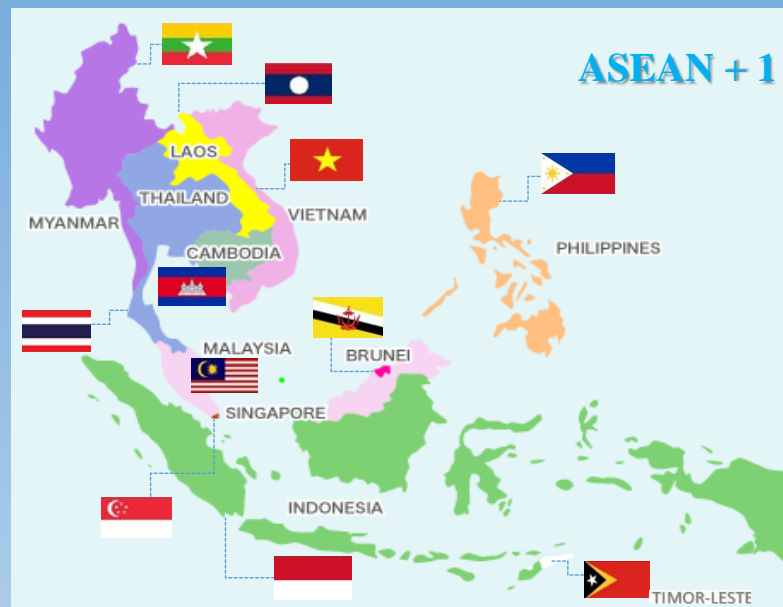 ASEAN + 1
LAOS
THAILAND
MYANMAR
VIETNAM
CAMBODIA
PHILIPPINES
MALAYSIA
BRUNEI
SINGAPORE
INDONESIA
TIMOR-LESTE